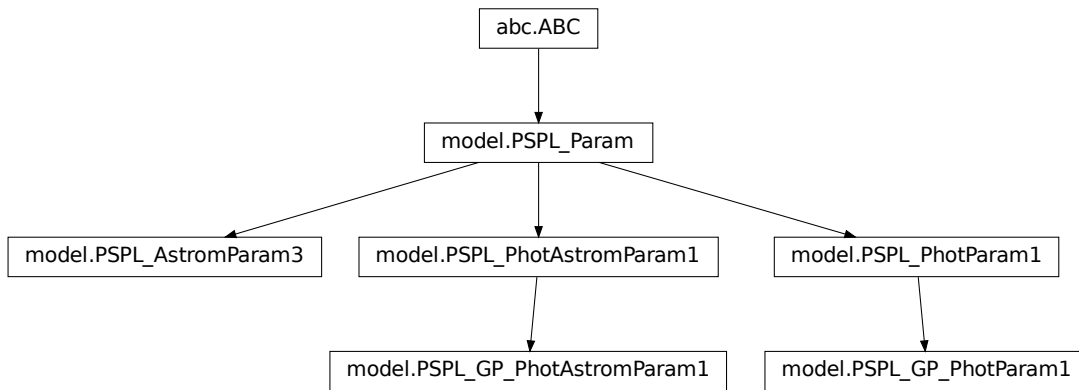 abc.ABC
model.PSPL_Param
model.PSPL_AstromParam3
model.PSPL_PhotAstromParam1
model.PSPL_PhotParam1
model.PSPL_GP_PhotAstromParam1
model.PSPL_GP_PhotParam1